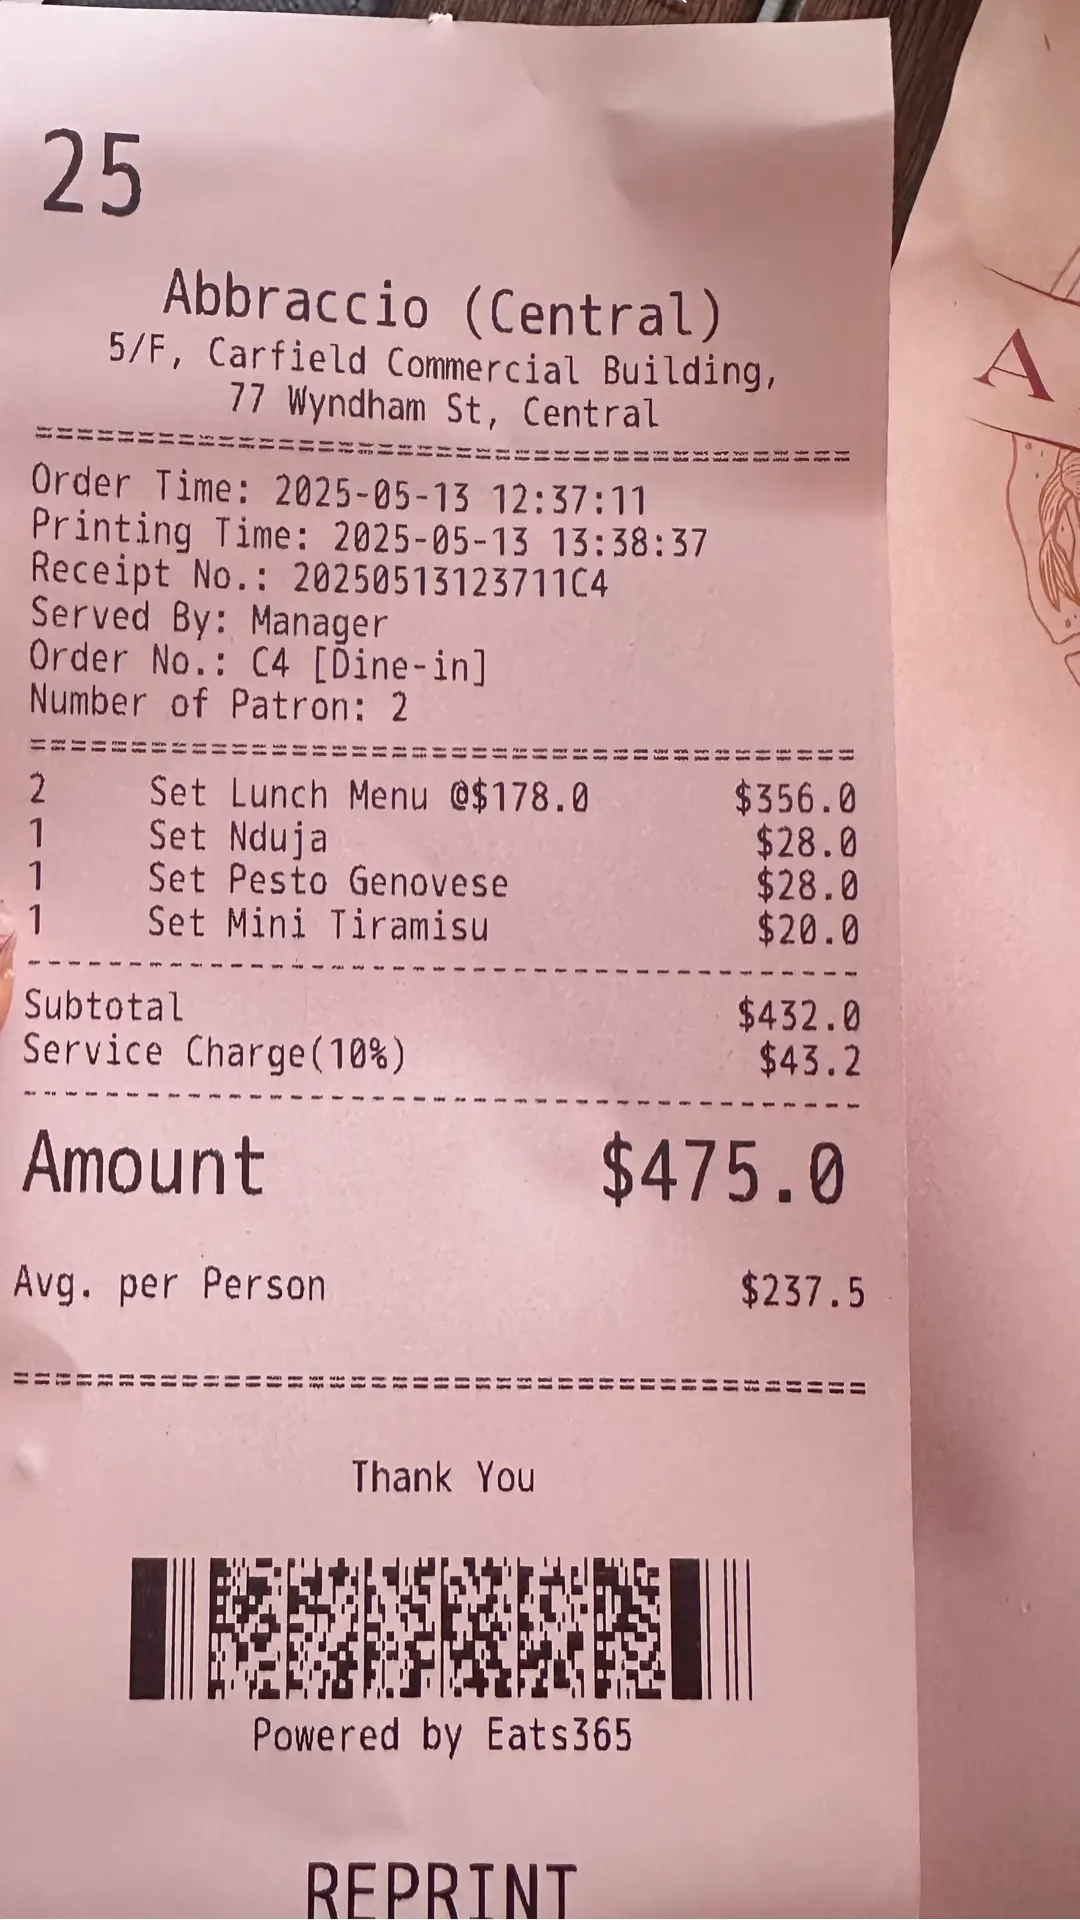 25
Abbraccio (Central)
5/F, Carfield Commercial Building,
77 Wyndham St, Central
Order Time: 2025-05-13 12:37:11
Printing Time: 2025-05-13 13:38:37
Receipt No.: 20250513123711C4
Served By: Manager
Order No.: C4 [Dine-in]
Number of Patron: 2
2 Set Lunch Menu @$178.0 $356.0
1 Set Nduja $28.0
1 Set Pesto Genovese $28.0
1 Set Mini Tiramisu $20.0
Subtotal $432.0
Service Charge(10%) $43.2
Amount $475.0
Avg. per Person $237.5
Thank You
Powered by Eats365
REPRINT
A